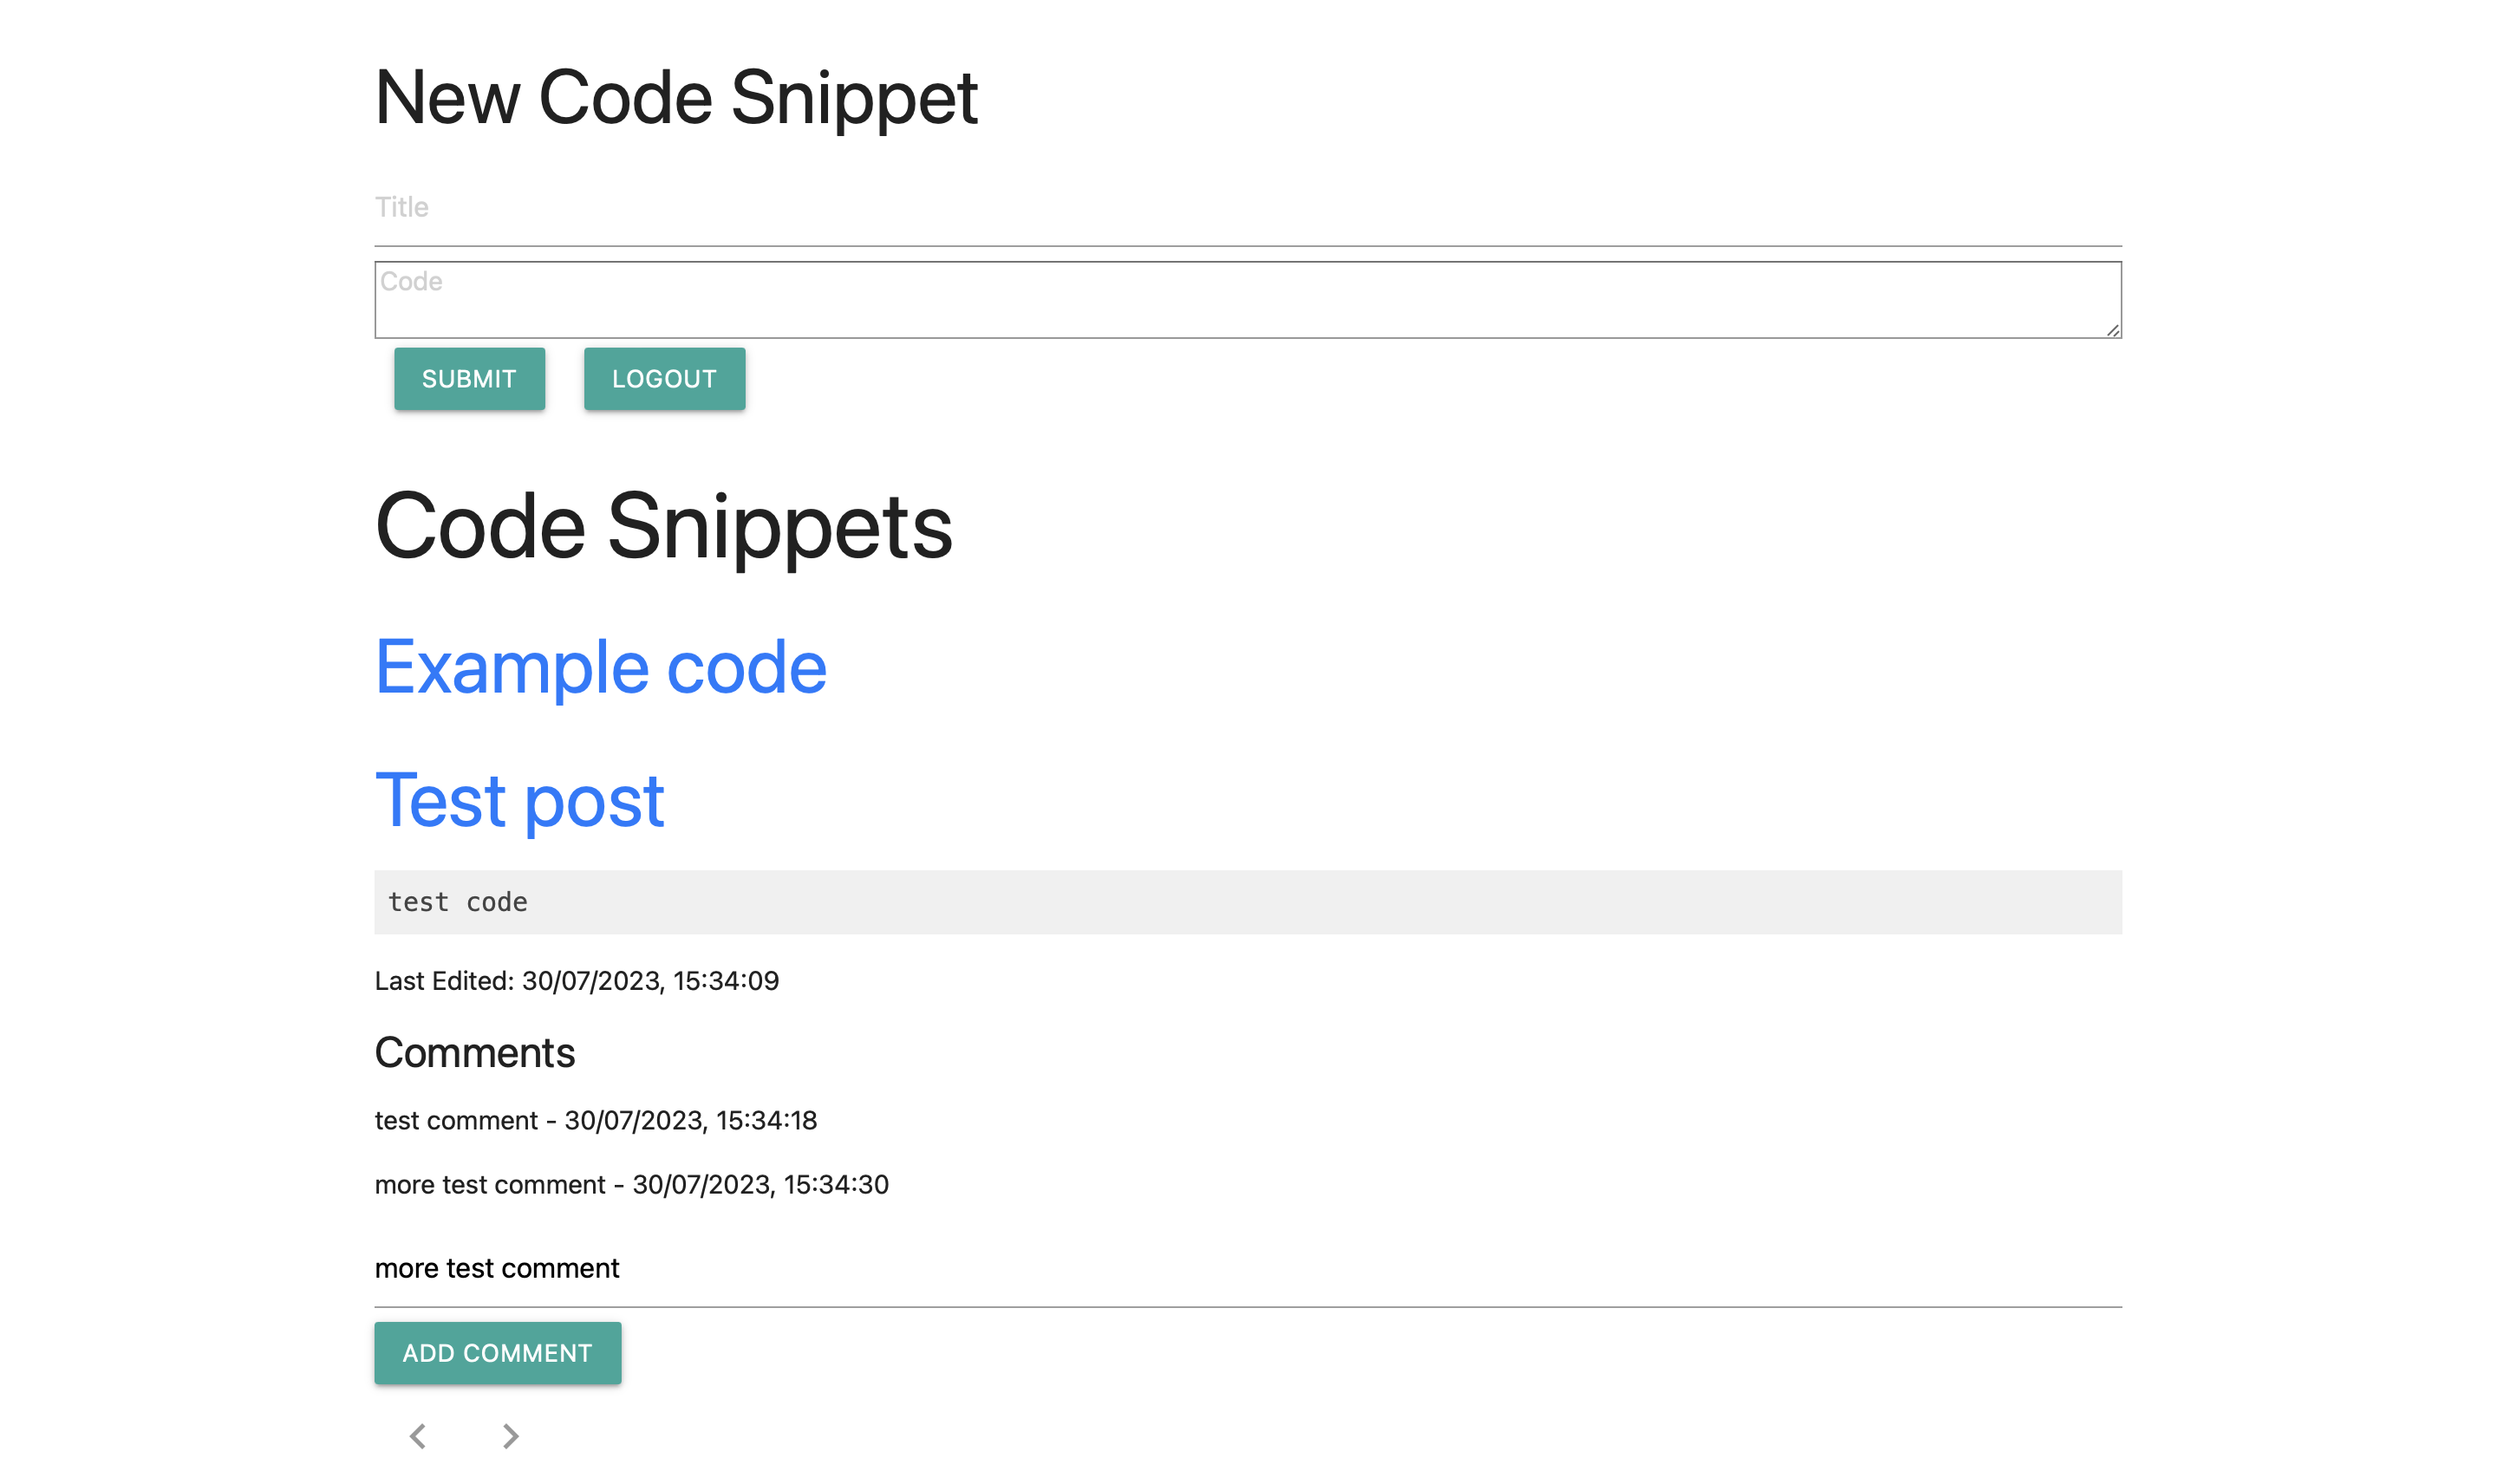 New Code Snippet
Title
Code
SUBMIT LOGOUT
Code Snippets
Example code
Test post
test code
Last Edited: 30/07/2023, 15:34:09
Comments
test comment - 30/07/2023, 15:34:18
more test comment - 30/07/2023, 15:34:30
more test comment
ADD COMMENT